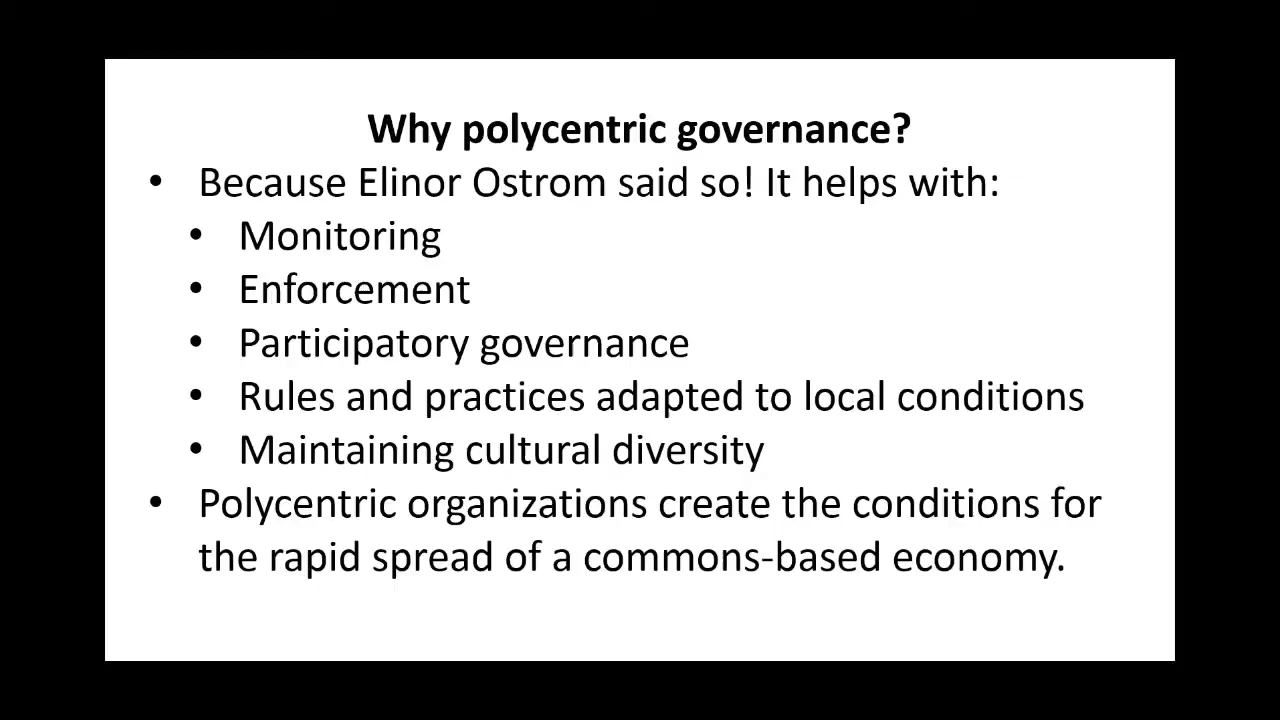 Why polycentric governance?
• Because Elinor Ostrom said so! It helps with:
• Monitoring
• Enforcement
• Participatory governance
• Rules and practices adapted to local conditions
• Maintaining cultural diversity
• Polycentric organizations create the conditions for
the rapid spread of a commons-based economy.